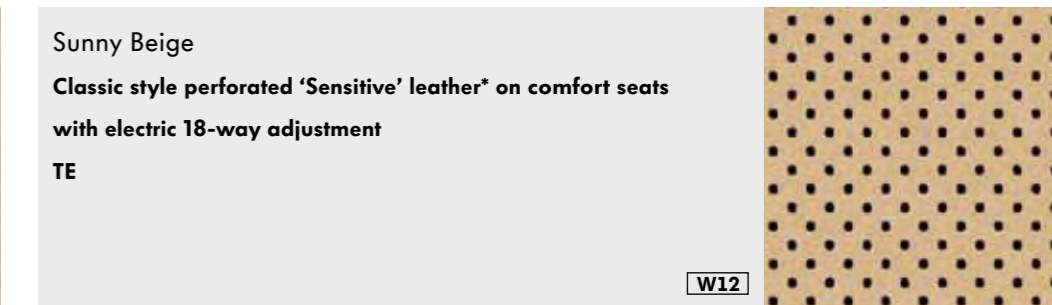 Sunny Beige
Classic style perforated ‘Sensitive’ leather* on comfort seats
with electric 18-way adjustment
TE
W12